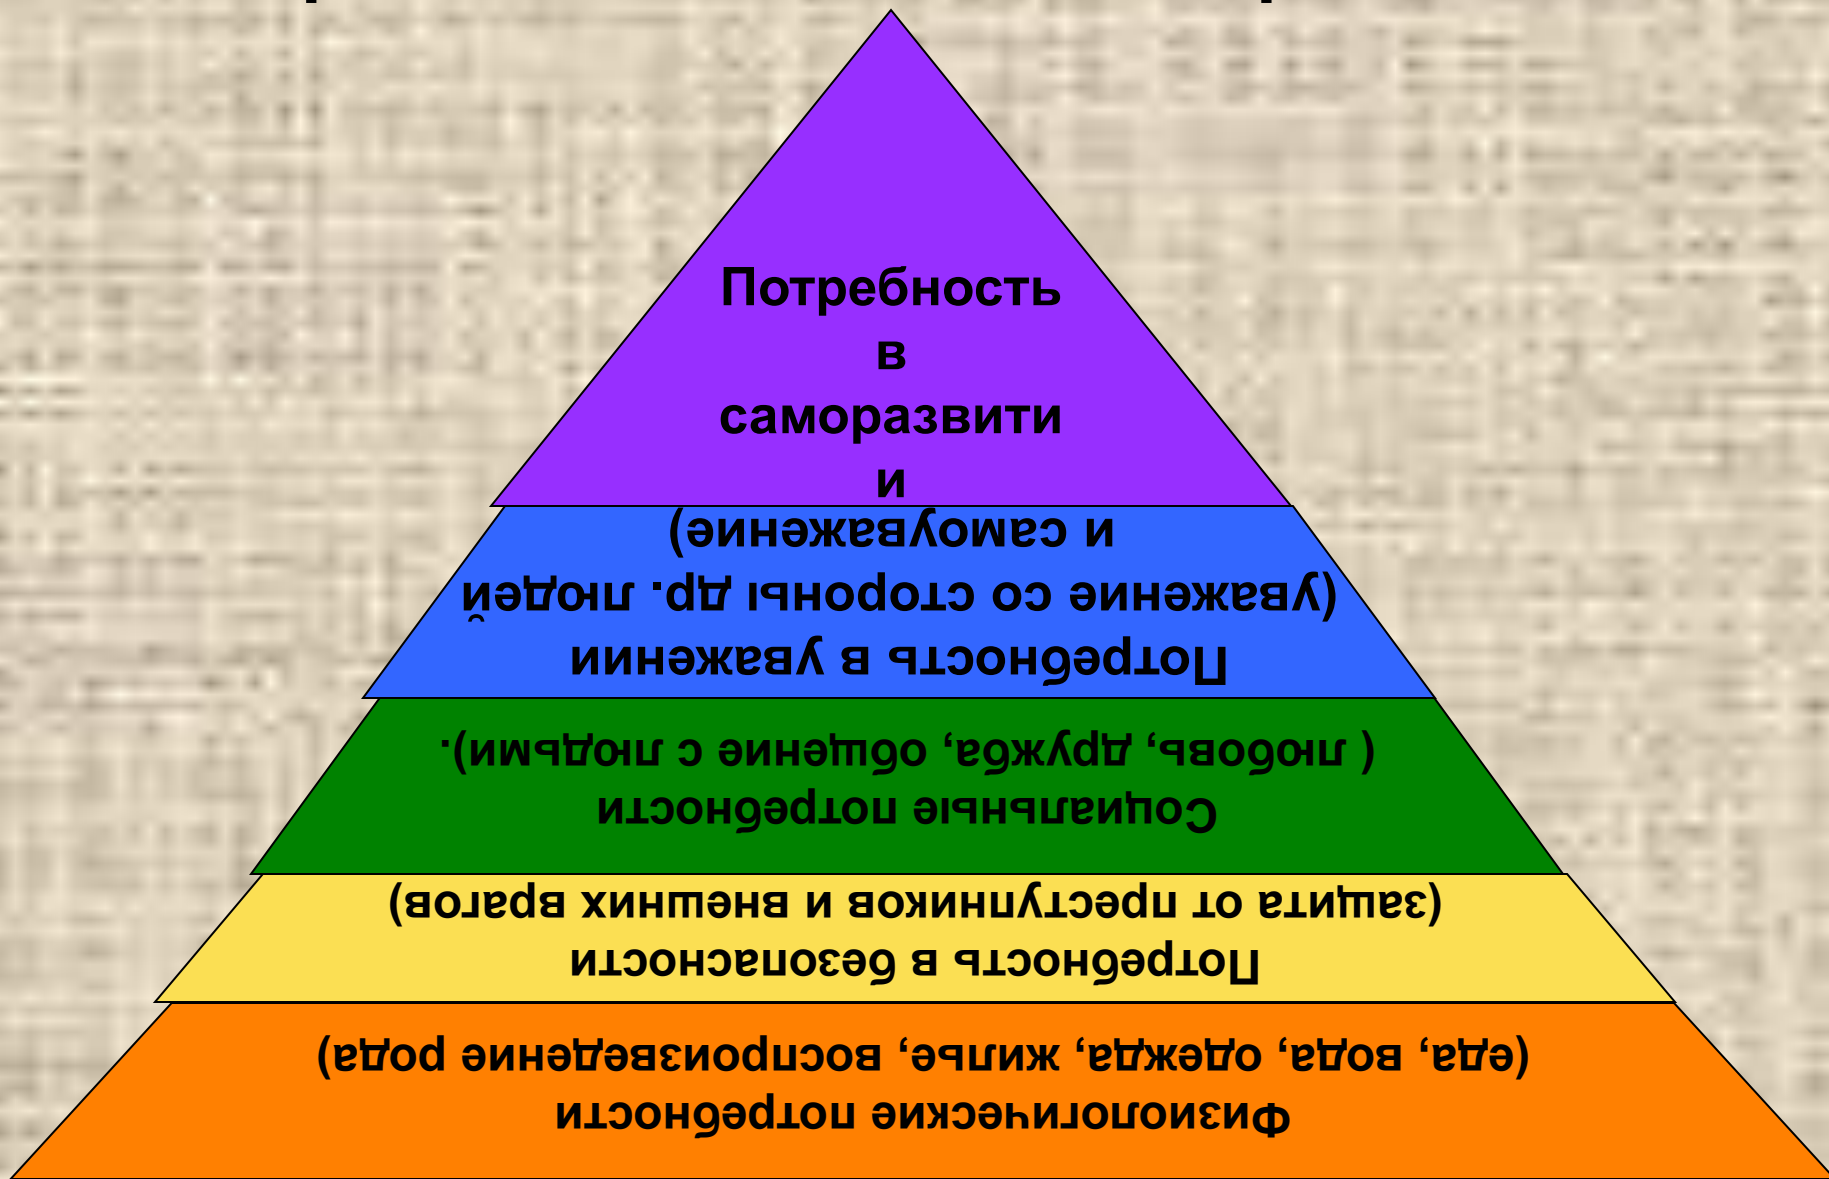 Потребность
в
саморазвити
и
Потребность в уважении
(уважение со стороны др. людей
и самоуважение)
Социальные потребности
( любовь, дружба, общение с людьми).
Потребность в безопасности
(защита от преступников и внешних врагов)
Физиологические потребности
(еда, вода, одежда, жилье, воспроизведение рода)